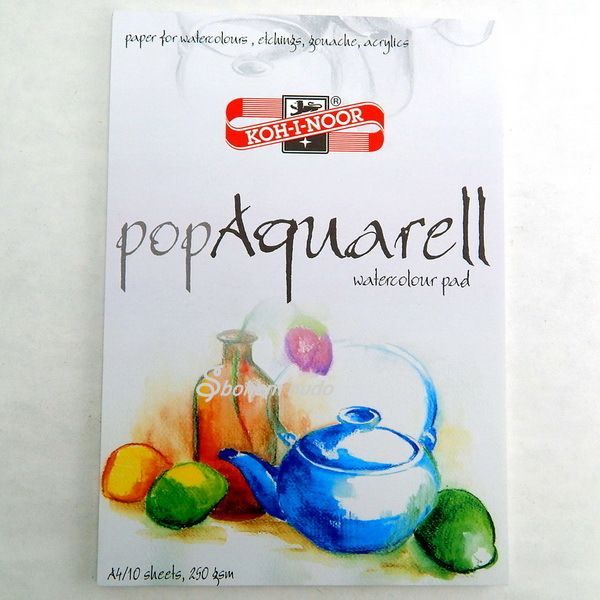 paper for watercolours , etchings, gouache, acrylics
KOH-I-NOOR®
popAquarell
watercolour pad
A4/10 sheets, 250 gsm